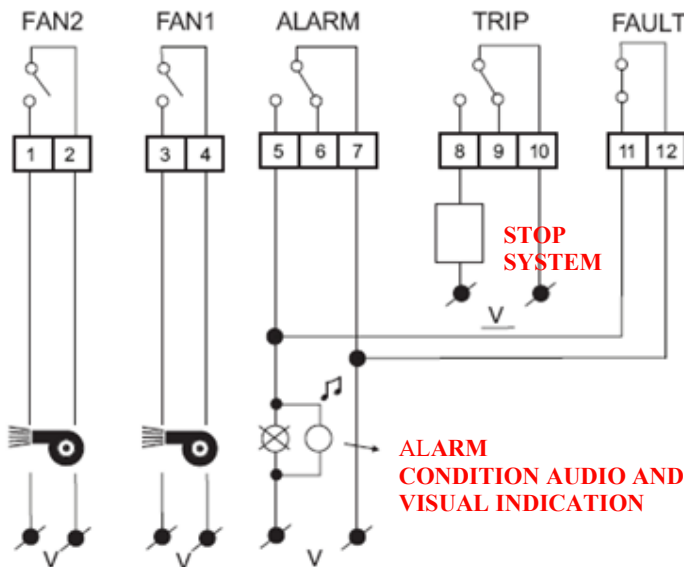 FAN2 FAN1 ALARM TRIP FAULT
1 2 3 4 5 6 7 8 9 10 11 12
STOP
SYSTEM
V
ALARM
CONDITION AUDIO AND
VISUAL INDICATION
V V V